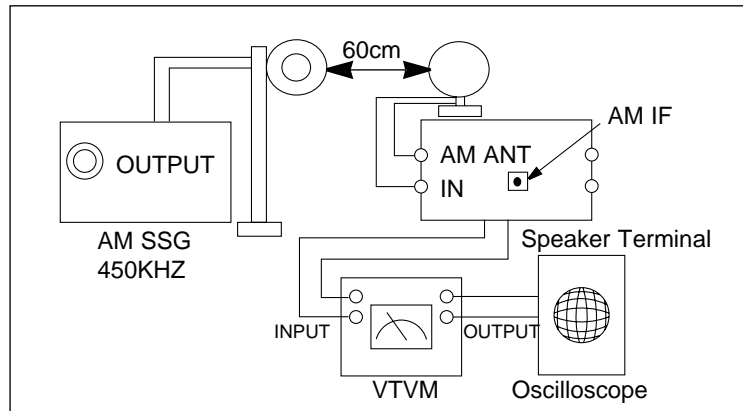 60cm
AM IF
OUTPUT
AM ANT
IN
AM SSG
450KHZ
Speaker Terminal
INPUT
OUTPUT
VTVM
Oscilloscope